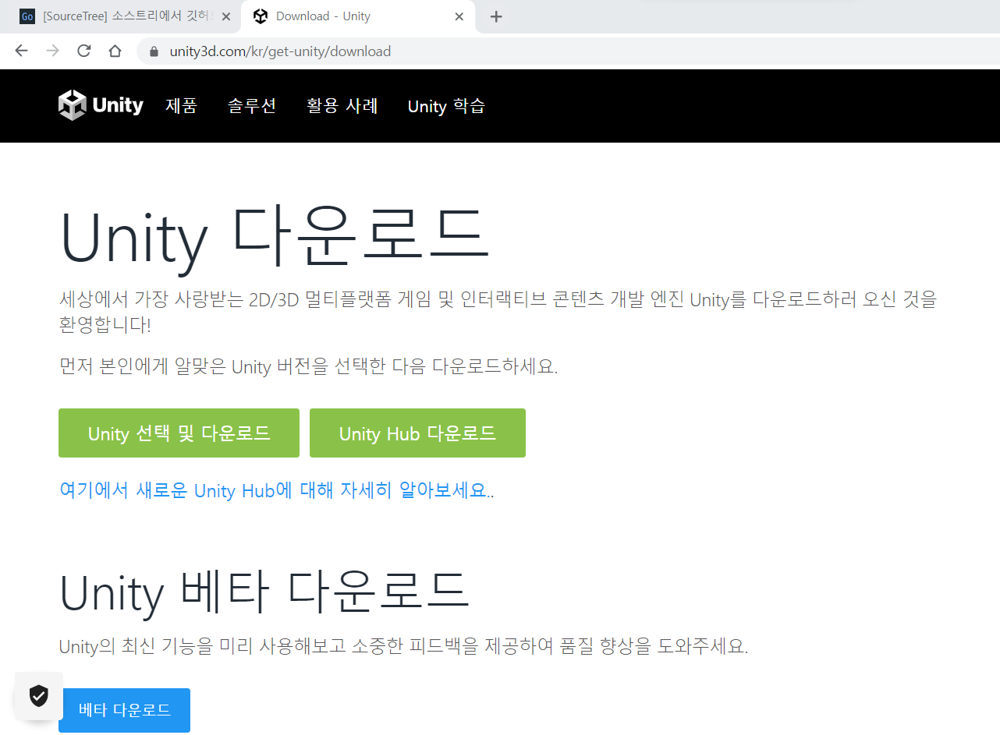 Go [SourceTree] 소스트리에서 깃허
Download - Unity
unity3d.com/kr/get-unity/download
Unity 제품 솔루션 활용 사례 Unity 학습
Unity 다운로드
세상에서 가장 사랑받는 2D/3D 멀티플랫폼 게임 및 인터랙티브 콘텐츠 개발 엔진 Unity를 다운로드하러 오신 것을
환영합니다!
먼저 본인에게 알맞은 Unity 버전을 선택한 다음 다운로드하세요.
Unity 선택 및 다운로드
Unity Hub 다운로드
여기에서 새로운 Unity Hub에 대해 자세히 알아보세요..
Unity 베타 다운로드
Unity의 최신 기능을 미리 사용해보고 소중한 피드백을 제공하여 품질 향상을 도와주세요.
베타 다운로드